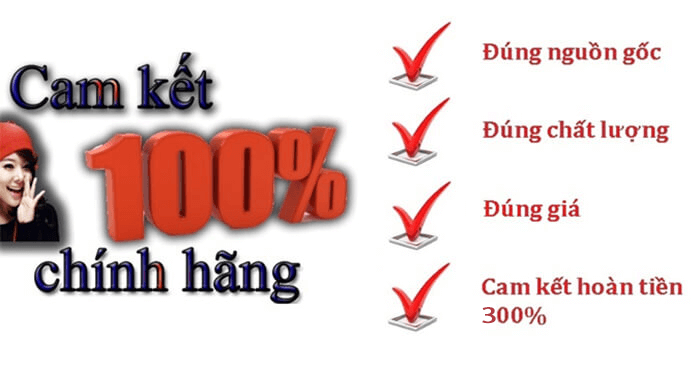 Cam kết
100%
chính hãng
Đúng nguồn gốc
Đúng chất lượng
Đúng giá
Cam kết hoàn tiền
300%